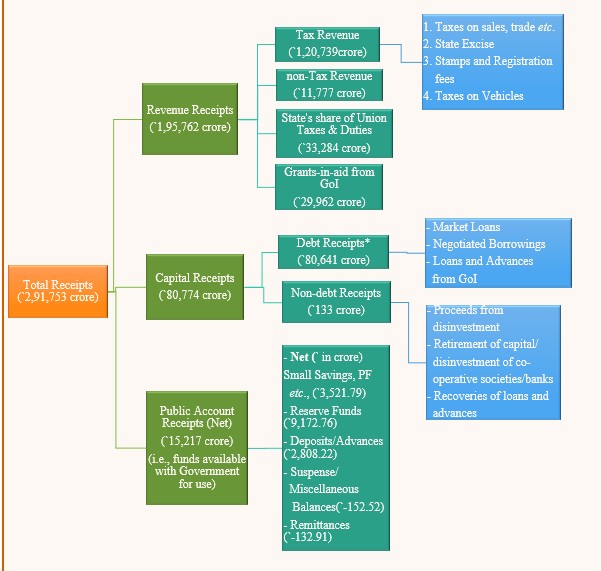 Tax Revenue
(`1,20,739crore)
1. Taxes on sales, trade etc.
2. State Excise
3. Stamps and Registration
fees
4. Taxes on Vehicles
non-Tax Revenue
(`11,777 crore)
Revenue Receipts
(`1,95,762 crore)
State's share of Union
Taxes & Duties
(`33,284 crore)
Grants-in-aid from
GoI
(`29,962 crore)
Total Receipts
(`2,91,753 crore)
Capital Receipts
(`80,774 crore)
Debt Receipts*
(`80,641 crore)
- Market Loans
- Negotiated Borrowings
- Loans and Advances
from GoI
Non-debt Receipts
(`133 crore)
- Proceeds from
disinvestment
- Retirement of capital/
disinvestment of co-
operative societies/banks
- Recoveries of loans and
advances
Public Account
Receipts (Net)
(`15,217 crore)
(i.e., funds available
with Government
for use)
- Net (` in crore)
Small Savings, PF
etc., (`3,521.79)
- Reserve Funds
(`9,172.76)
- Deposits/Advances
(`2,808.22)
- Suspense/
Miscellaneous
Balances(`-152.52)
- Remittances
(`-132.91)